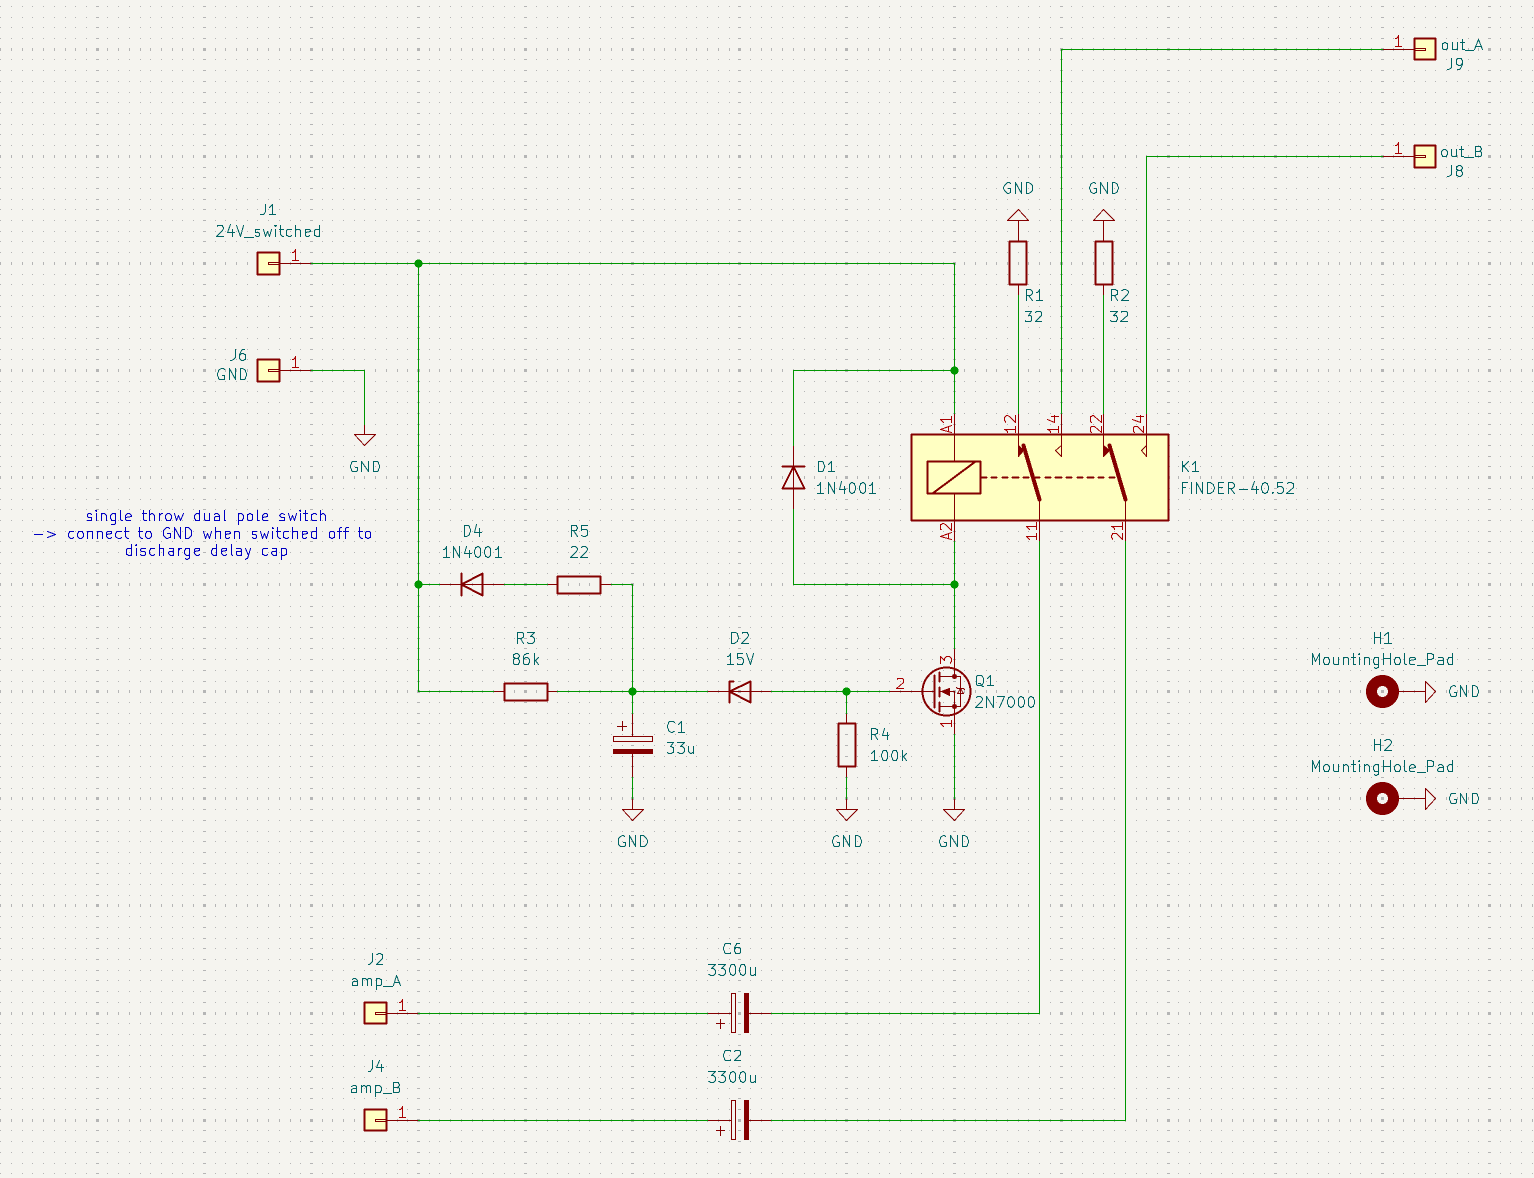 1
out_A
J9
1
out_B
J8
GND
GND
J1
24V_switched
1
R1
32
R2
32
J6
GND
1
GND
A1
12
14
22
24
D1
1N4001
K1
FINDER-40.52
A2
11
21
single throw dual pole switch
-> connect to GND when switched off to
discharge delay cap
D4
1N4001
R5
22
R3
86k
D2
15V
3
2
Q1
2N7000
1
H1
MountingHole_Pad
GND
+
C1
33u
R4
100k
H2
MountingHole_Pad
GND
GND
GND
GND
C6
3300u
J2
amp_A
1
+
C2
3300u
J4
amp_B
1
+